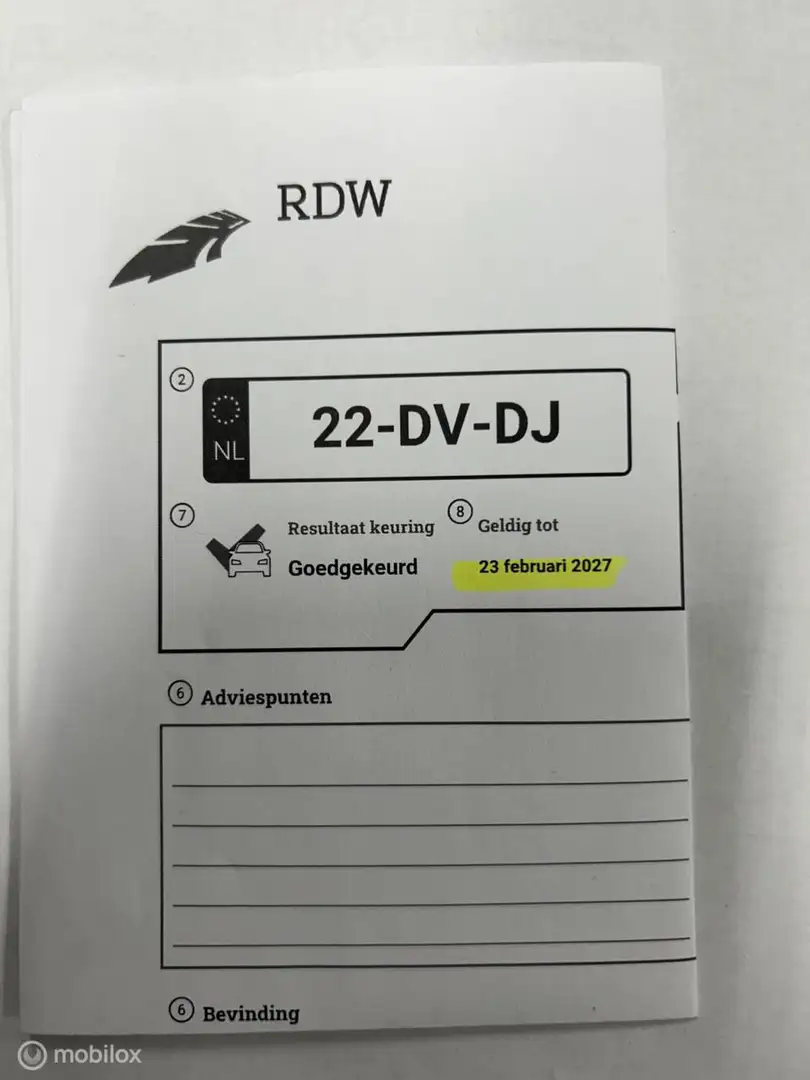 RDW
2
NL
22-DV-DJ
7
Resultaat keuring
Goedgekeurd
8
Geldig tot
23 februari 2027
6 Adviespunten
6 Bevinding
mobilox